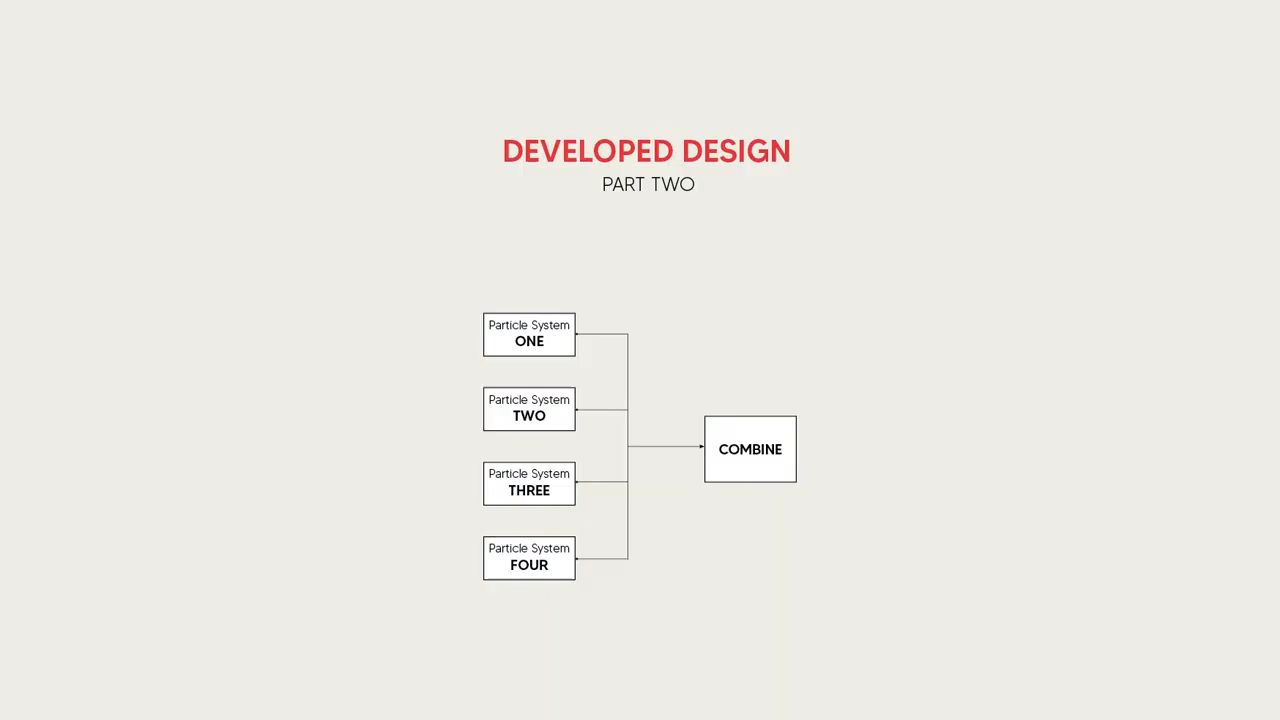 DEVELOPED DESIGN
PART TWO
Particle System
ONE
Particle System
TWO
Particle System
THREE
Particle System
FOUR
COMBINE